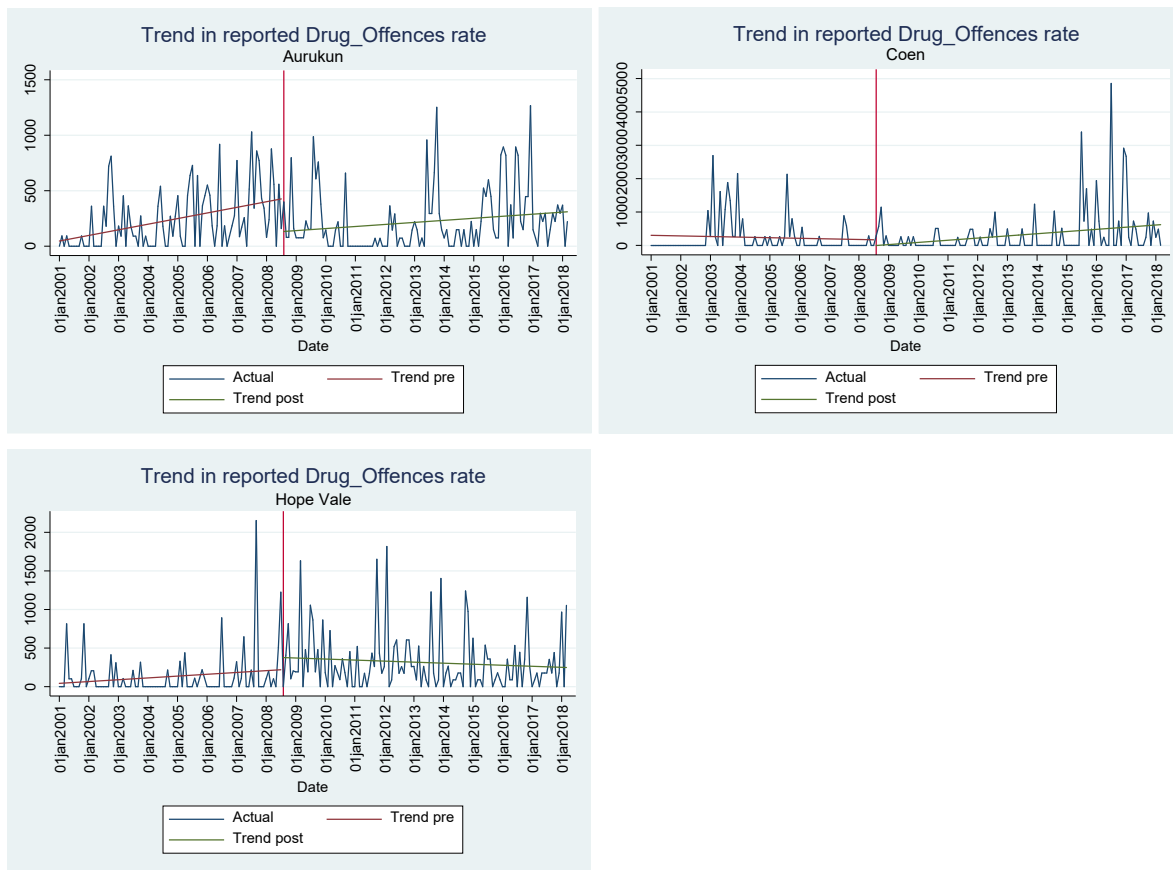 Trend in reported Drug_Offences rate
Aurukun
1500
1000
500
0
01jan2001
01jan2002
01jan2003
01jan2004
01jan2005
01jan2006
01jan2007
01jan2008
01jan2009
01jan2010
01jan2011
01jan2012
01jan2013
01jan2014
01jan2015
01jan2016
01jan2017
01jan2018
Date
Actual
Trend pre
Trend post
Trend in reported Drug_Offences rate
Coen
5000
4000
3000
2000
1000
0
01jan2001
01jan2002
01jan2003
01jan2004
01jan2005
01jan2006
01jan2007
01jan2008
01jan2009
01jan2010
01jan2011
01jan2012
01jan2013
01jan2014
01jan2015
01jan2016
01jan2017
01jan2018
Date
Actual
Trend pre
Trend post
Trend in reported Drug_Offences rate
Hope Vale
2000
1500
1000
500
0
01jan2001
01jan2002
01jan2003
01jan2004
01jan2005
01jan2006
01jan2007
01jan2008
01jan2009
01jan2010
01jan2011
01jan2012
01jan2013
01jan2014
01jan2015
01jan2016
01jan2017
01jan2018
Date
Actual
Trend pre
Trend post